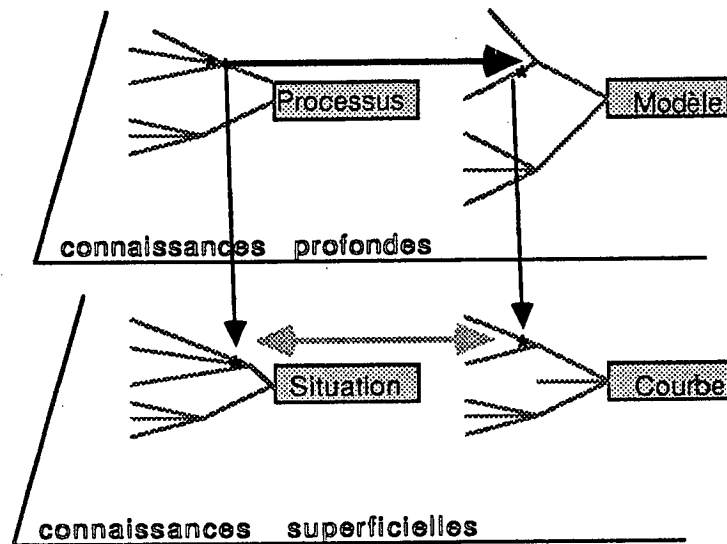 Processus
Modèle
connaissances profondes
Situation
Courbe
connaissances superficielles